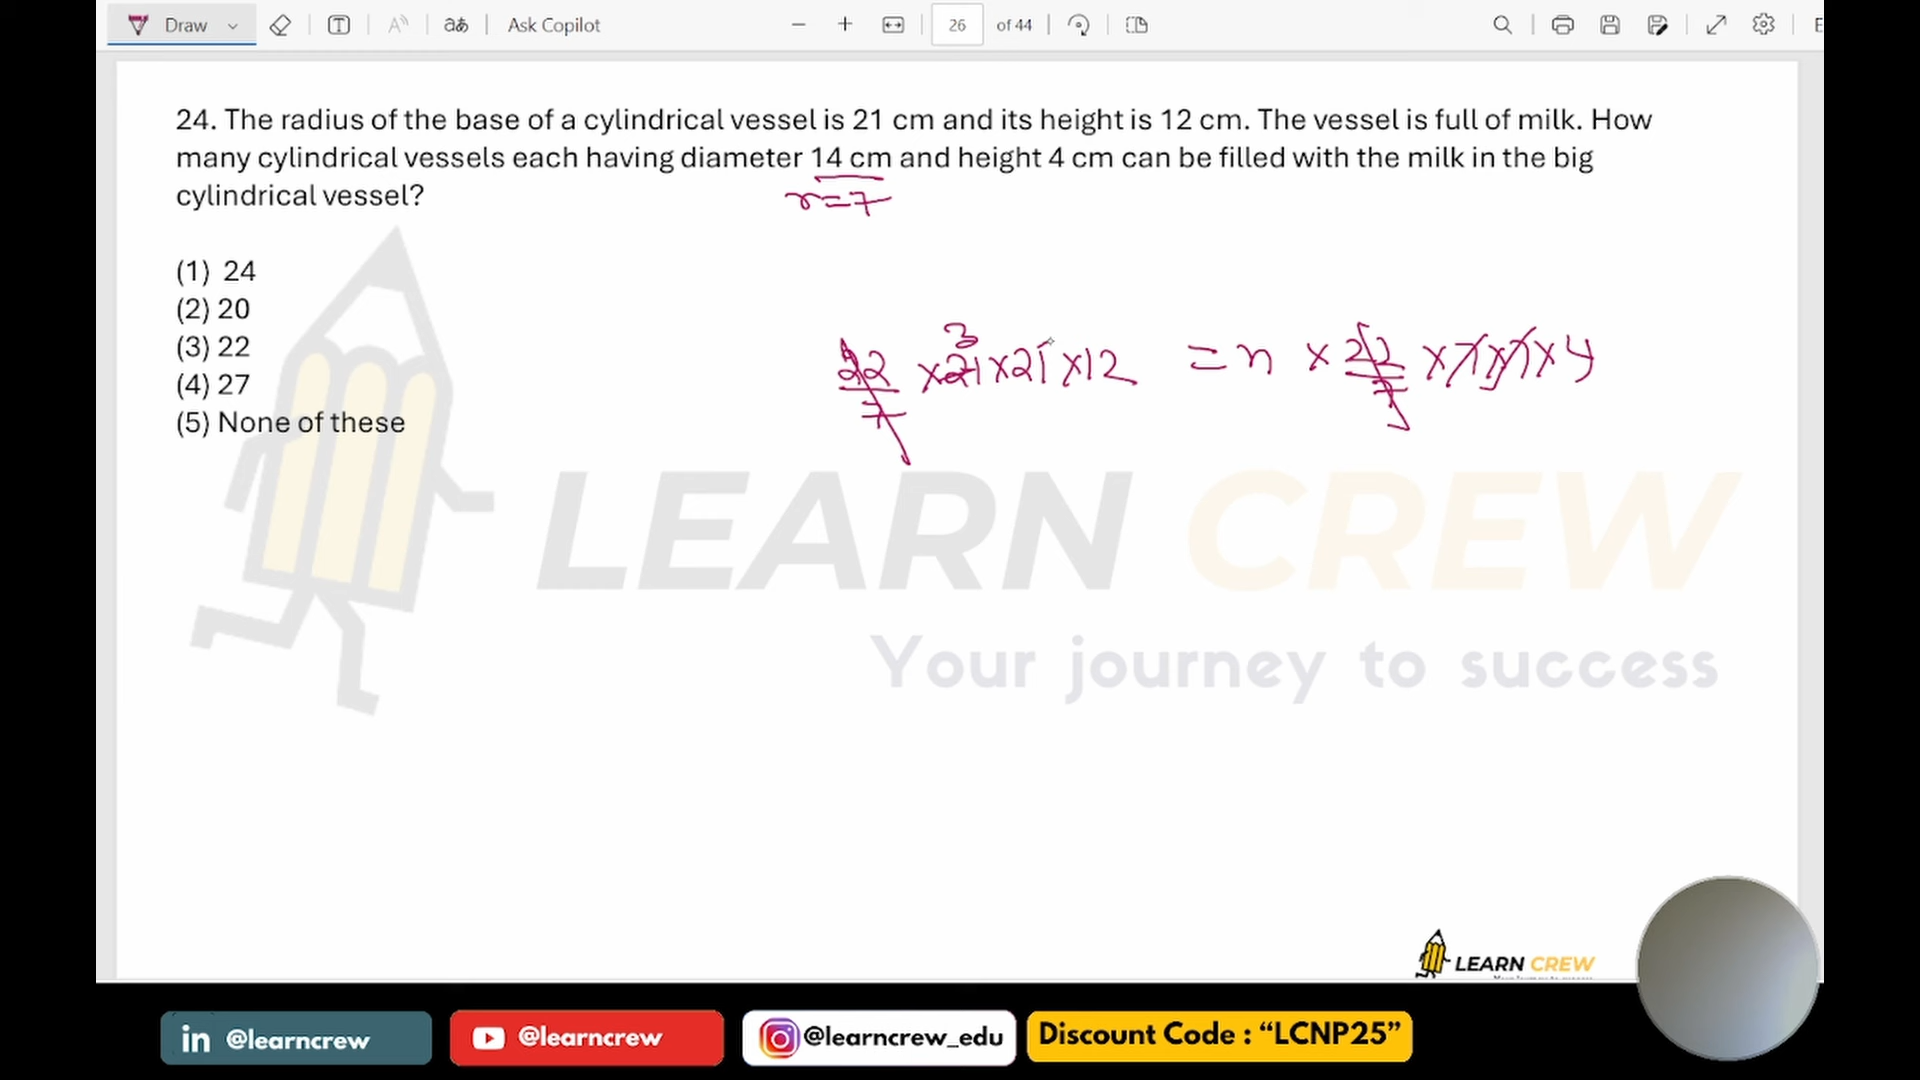 Draw
aあ
Ask Copilot
26 of 44
24. The radius of the base of a cylindrical vessel is 21 cm and its height is 12 cm. The vessel is full of milk. How
many cylindrical vessels each having diameter 14 cm and height 4 cm can be filled with the milk in the big
cylindrical vessel?
r=7
(1) 24
(2) 20
(3) 22
(4) 27
(5) None of these
3
22/7 ×21×21×12 = n × 22/7 ×7×7×4
LEARN CREW
Your journey to success
LEARN CREW
in @learncrew
@learncrew
@learncrew_edu
Discount Code : “LCNP25”